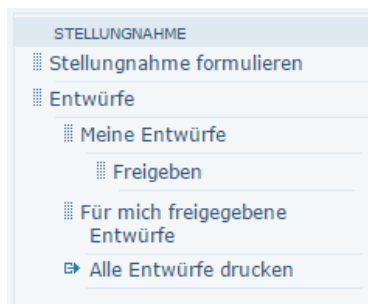 STELLUNGNAHME
Stellungnahme formulieren
Entwürfe
Meine Entwürfe
Freigeben
Für mich freigegebene
Entwürfe
Alle Entwürfe drucken